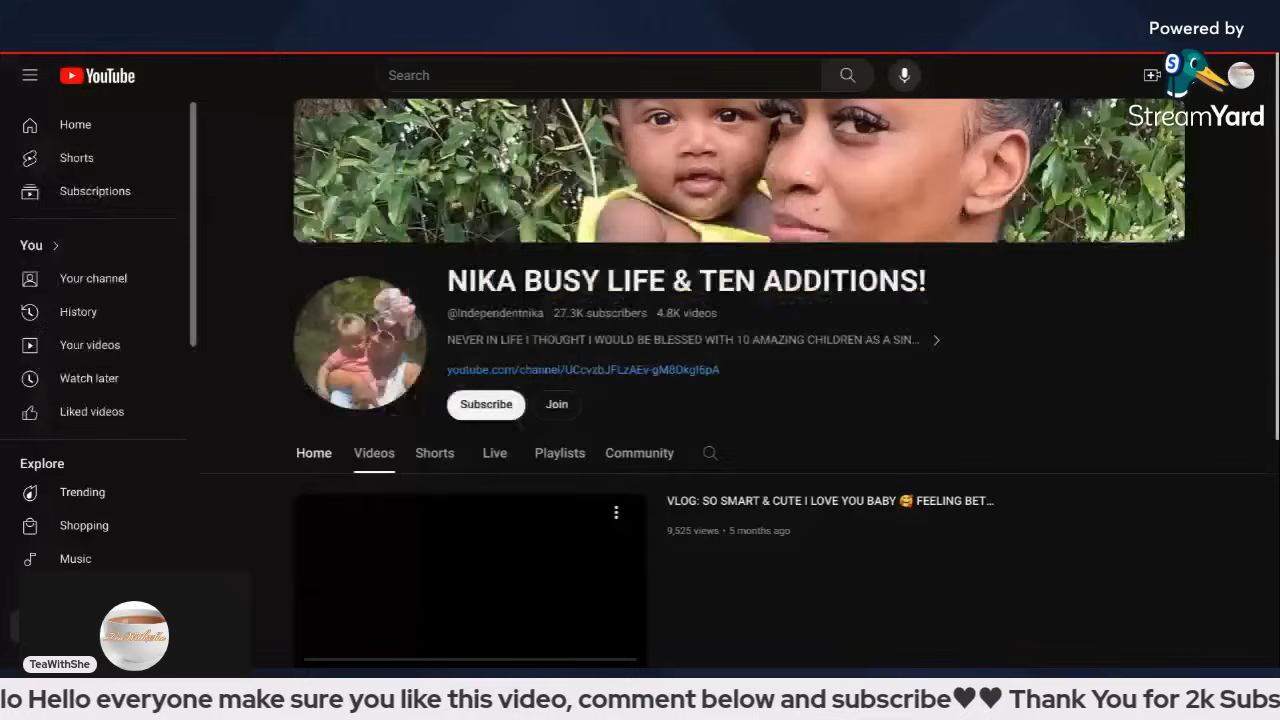 Powered by
StreamYard
YouTube
Search
Home
Shorts
Subscriptions
You
Your channel
History
Your videos
Watch later
Liked videos
Explore
Trending
Shopping
Music
NIKA BUSY LIFE & TEN ADDITIONS!
@Independentnika 27.3K subscribers 4.8K videos
NEVER IN LIFE I THOUGHT I WOULD BE BLESSED WITH 10 AMAZING CHILDREN AS A SIN...
Subscribe Join
Home Videos Shorts Live Playlists Community
VLOG: SO SMART & CUTE I LOVE YOU BABY 🥰 FEELING BET...
9,525 views • 5 months ago
TeaWithShe
lo Hello everyone make sure you like this video, comment below and subscribe♥♥ Thank You for 2k Subs